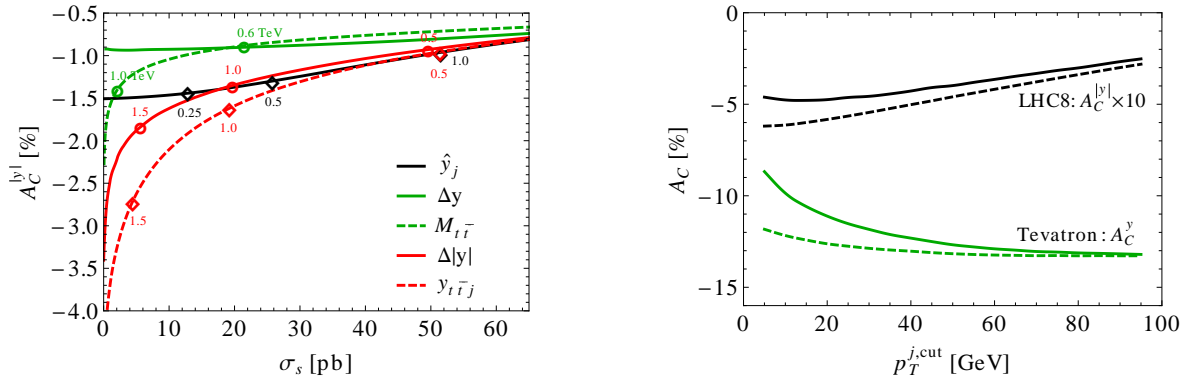 0.6 TeV
0.5
1.0 TeV
1.0
1.0
0.5
1.5
0.25
0.5
1.0
1.5
ŷ_j
Δy
M_{t t̄}
Δ|y|
y_{t t̄ j}
−0.5
−1.0
−1.5
−2.0
−2.5
−3.0
−3.5
−4.0
A_C^{|y|} [%]
0 10 20 30 40 50 60
σ_s [pb]
0
−5
−10
−15
A_C [%]
LHC8: A_C^{|y|}×10
Tevatron: A_C^y
0 20 40 60 80 100
p_T^{j,cut} [GeV]